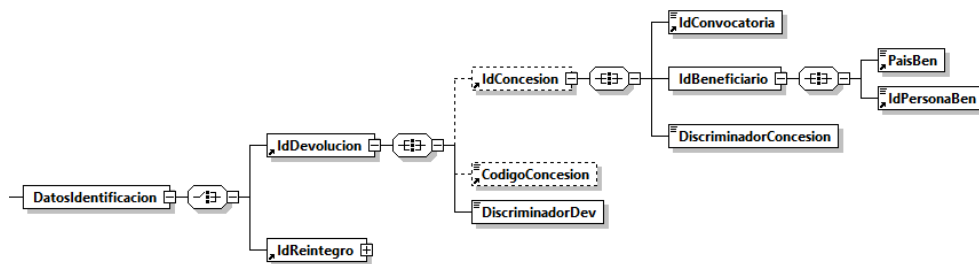 IdConvocatoria
IdConcesion
IdBeneficiario
PaisBen
IdPersonaBen
DiscriminadorConcesion
IdDevolucion
CodigoConcesion
DatosIdentificacion
DiscriminadorDev
IdReintegro